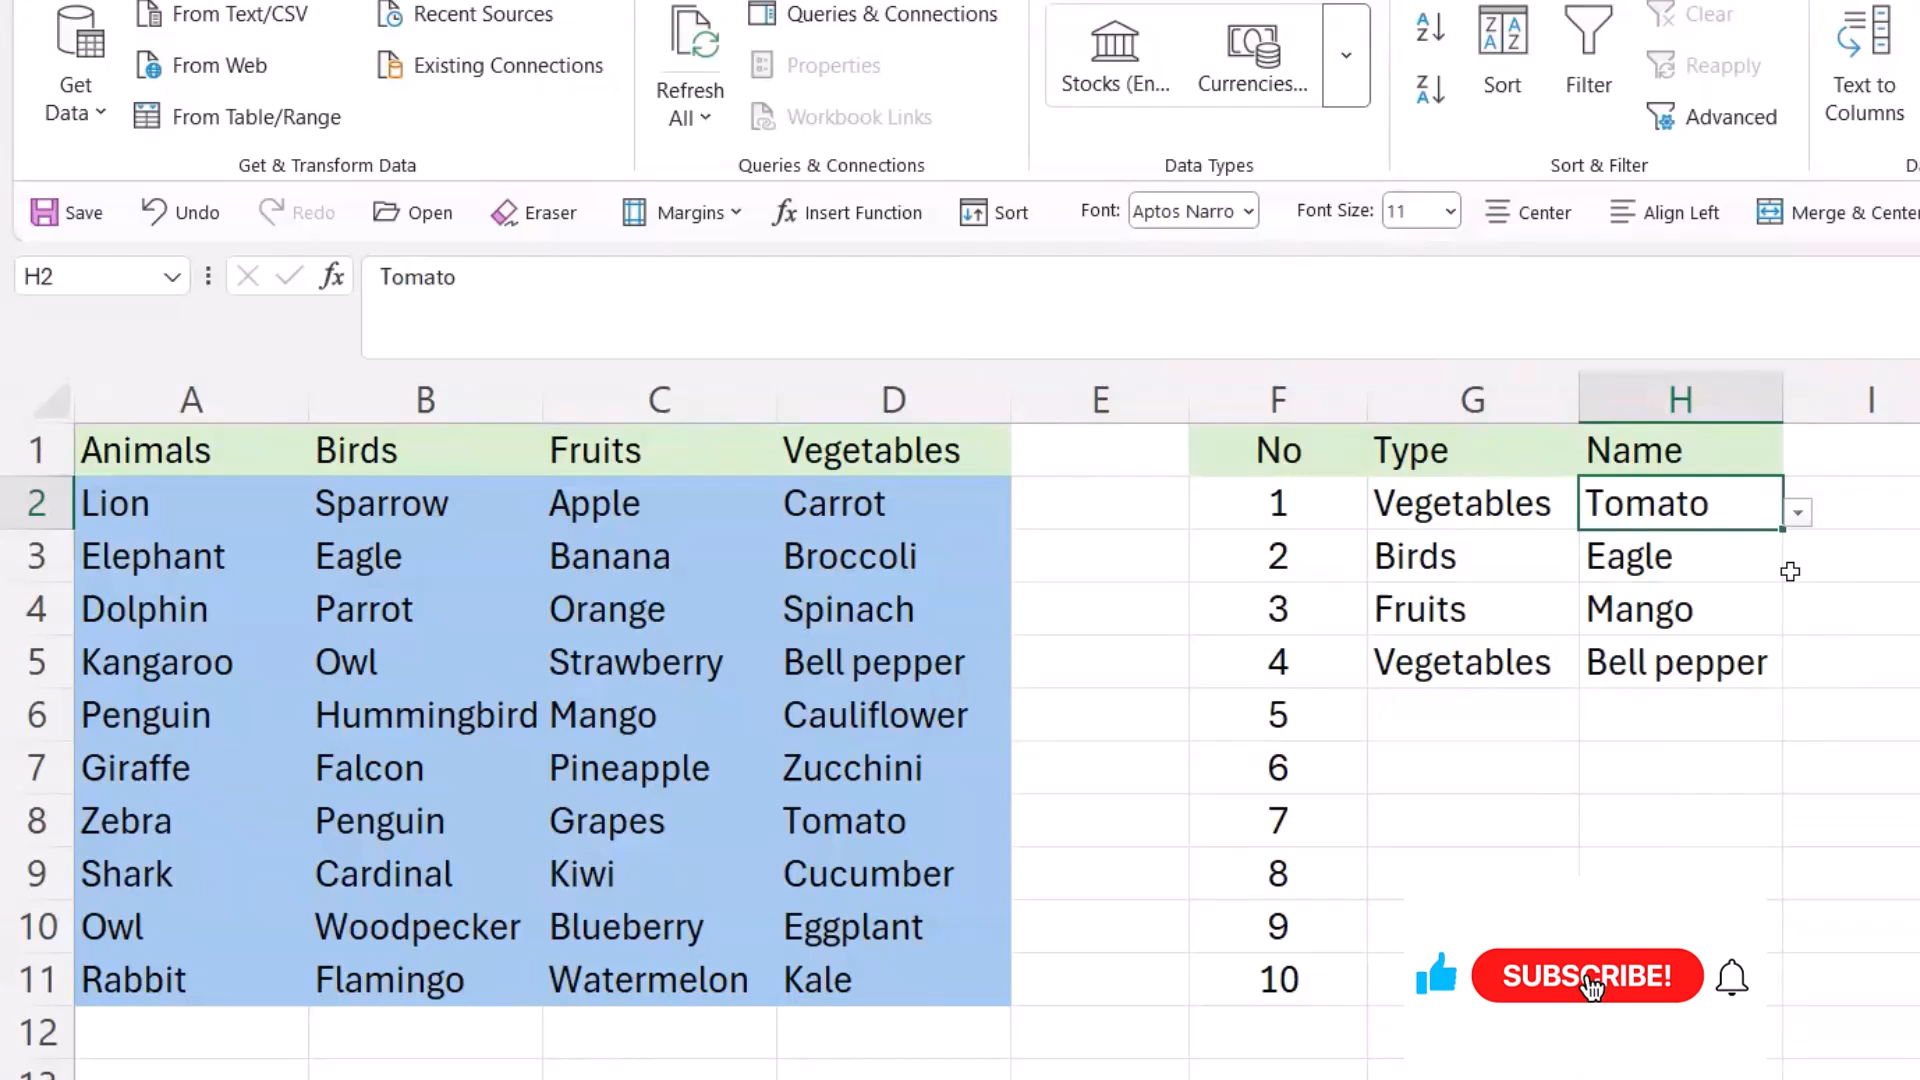 From Text/CSV
Recent Sources
Queries & Connections
Clear
Get Data
From Web
Existing Connections
Refresh All
Properties
Stocks (En...
Currencies...
Sort
Filter
Reapply
Text to Columns
From Table/Range
Workbook Links
Advanced
Get & Transform Data
Queries & Connections
Data Types
Sort & Filter
Save Undo Redo Open Eraser Margins Insert Function Sort Font: Aptos Narro Font Size: 11 Center Align Left Merge & Center
H2 fx Tomato
A B C D E F G H I
1 Animals Birds Fruits Vegetables No Type Name
2 Lion Sparrow Apple Carrot 1 Vegetables Tomato
3 Elephant Eagle Banana Broccoli 2 Birds Eagle
4 Dolphin Parrot Orange Spinach 3 Fruits Mango
5 Kangaroo Owl Strawberry Bell pepper 4 Vegetables Bell pepper
6 Penguin Hummingbird Mango Cauliflower 5
7 Giraffe Falcon Pineapple Zucchini 6
8 Zebra Penguin Grapes Tomato 7
9 Shark Cardinal Kiwi Cucumber 8
10 Owl Woodpecker Blueberry Eggplant 9
11 Rabbit Flamingo Watermelon Kale 10
SUBSCRIBE!
12